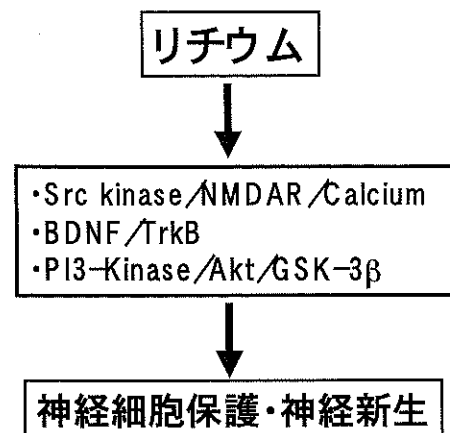 リチウム
・Src kinase/NMDAR/Calcium
・BDNF/TrkB
・PI3-Kinase/Akt/GSK-3β
神経細胞保護・神経新生